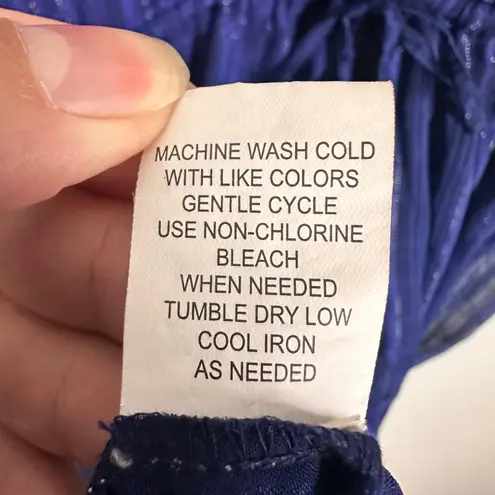 MACHINE WASH COLD
WITH LIKE COLORS
GENTLE CYCLE
USE NON-CHLORINE
BLEACH
WHEN NEEDED
TUMBLE DRY LOW
COOL IRON
AS NEEDED